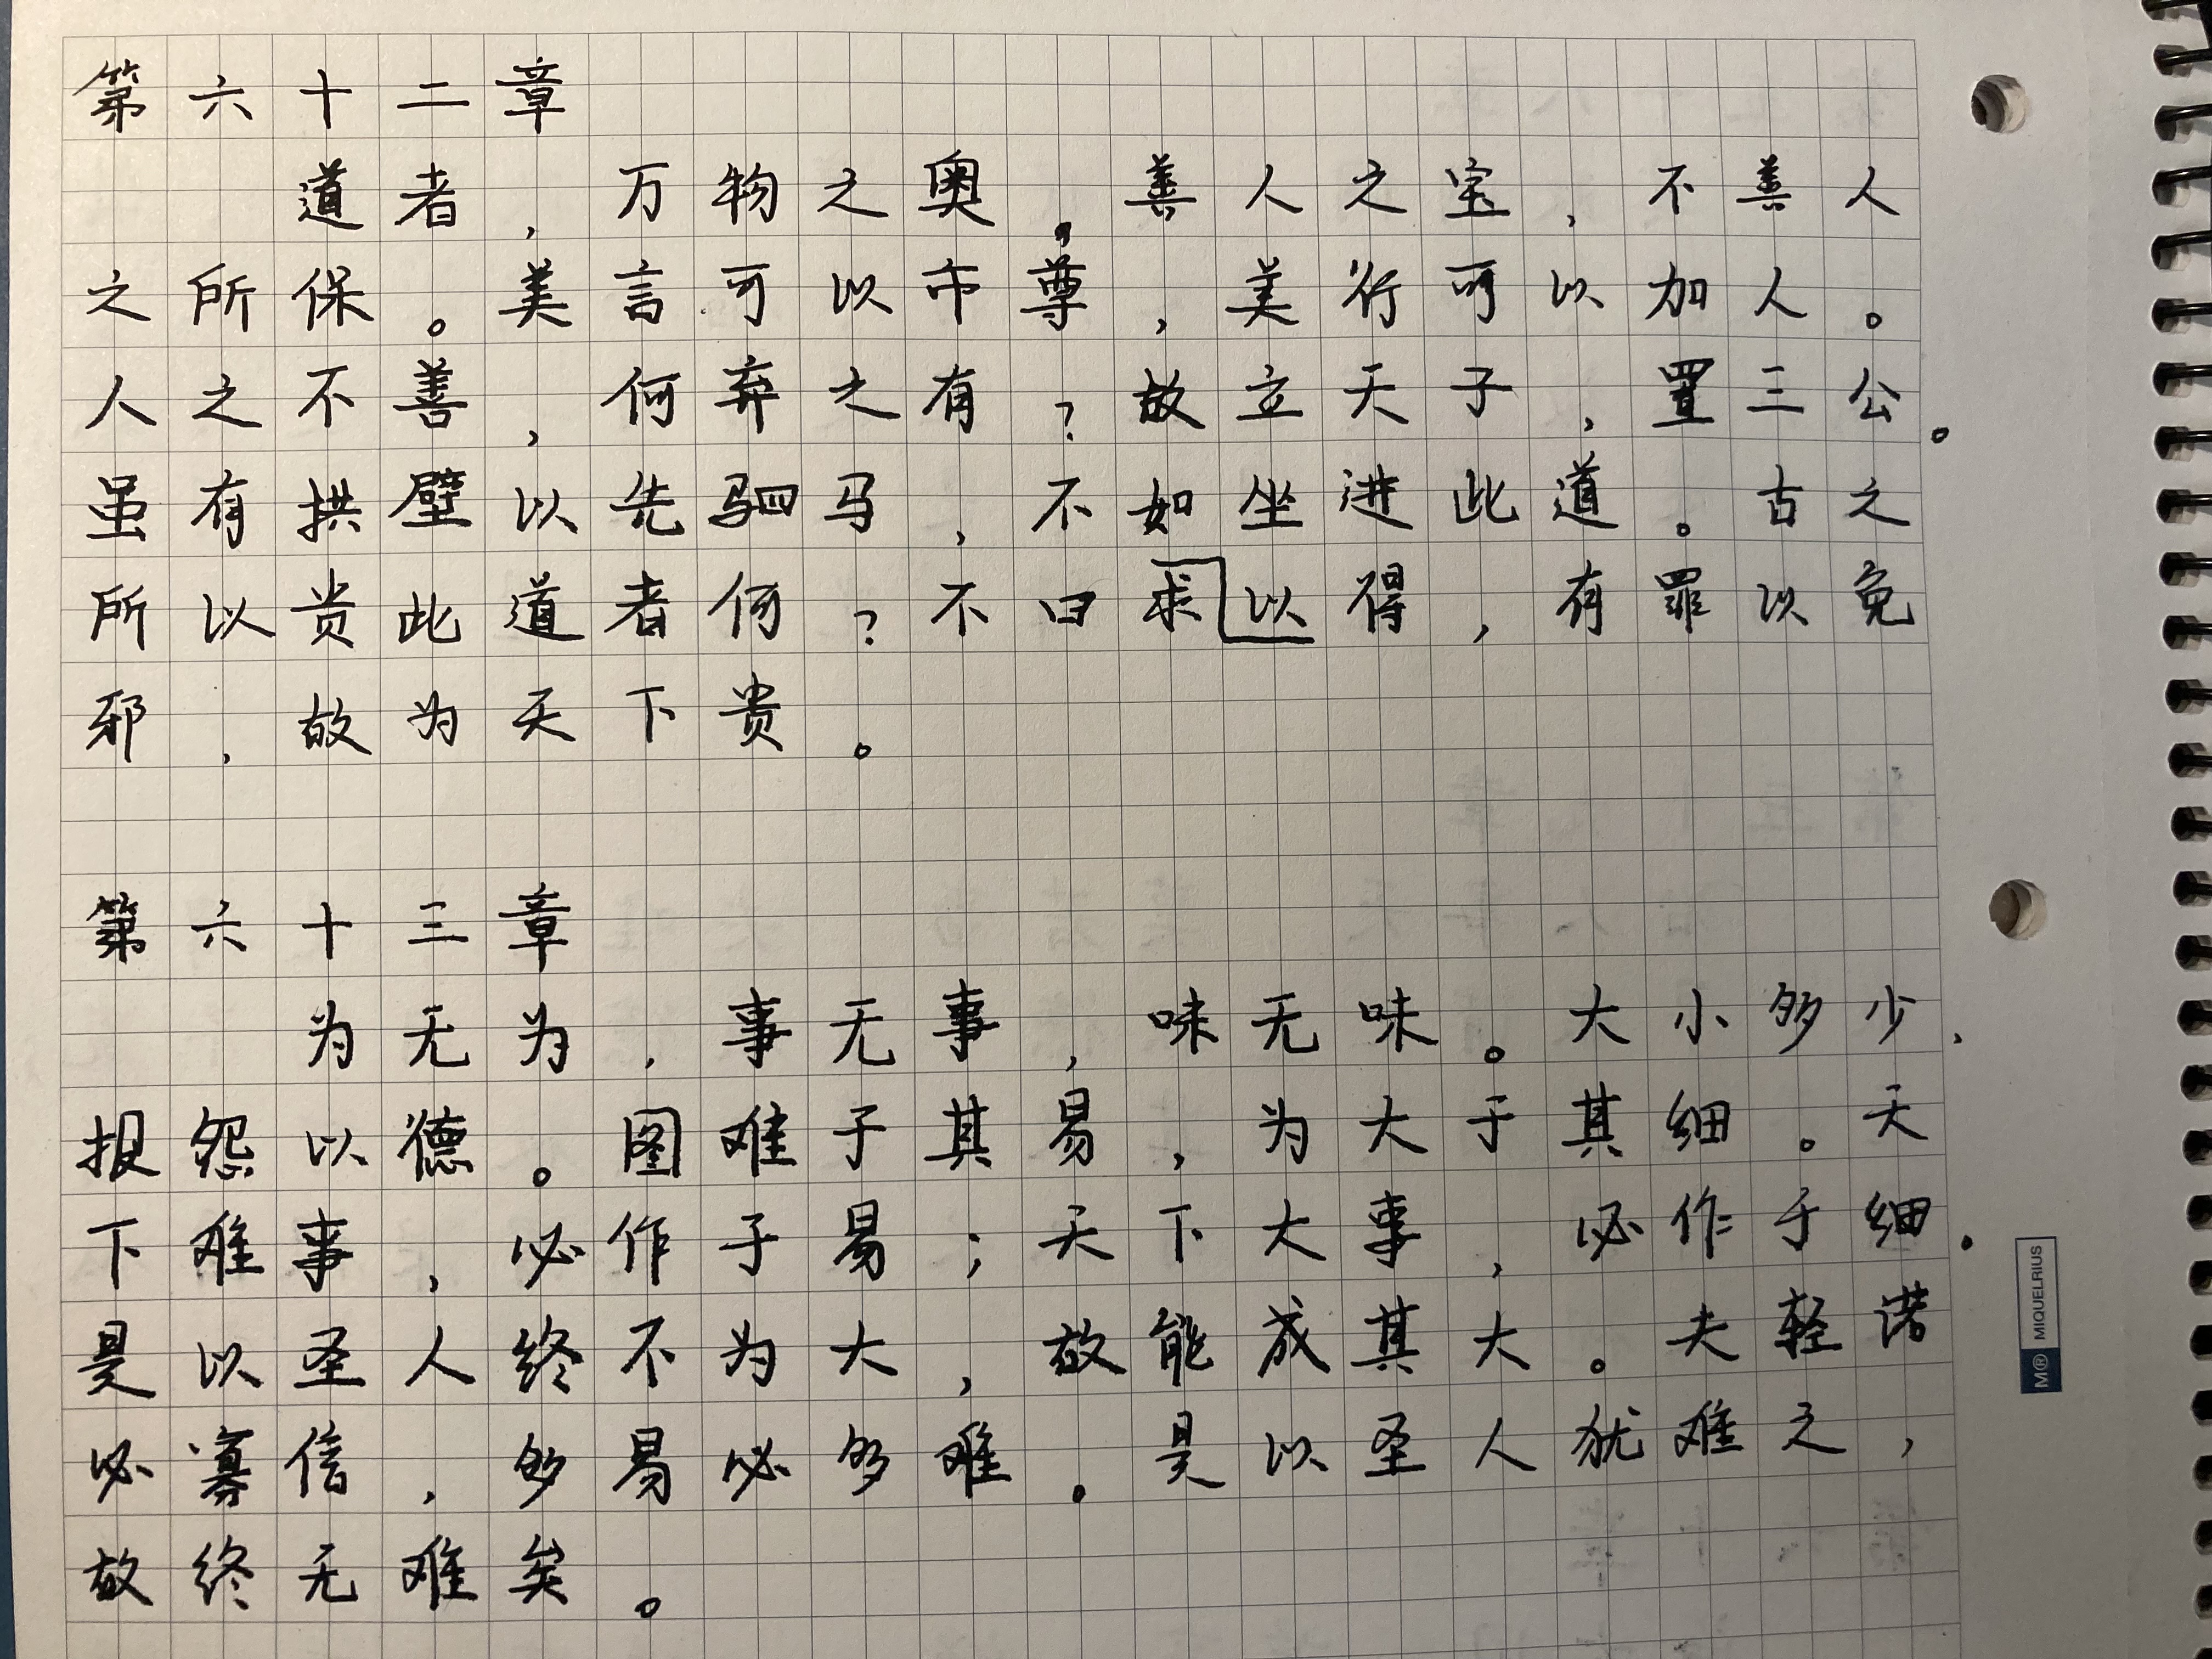 第六十二章
道者，万物之奥。善人之宝，不善人
之所保。美言可以市尊，美行可以加人。
人之不善，何弃之有？故立天子，置三公。
虽有拱璧以先驷马，不如坐进此道。古之
所以贵此道者何？不曰求以得，有罪以免
邪，故为天下贵。
第六十三章
为无为，事无事，味无味。大小多少，
报怨以德。图难于其易，为大于其细。天
下难事，必作于易；天下大事，必作于细。
是以圣人终不为大，故能成其大。夫轻诺
必寡信，多易必多难。是以圣人犹难之，
故终无难矣。
M® MIQUELRIUS